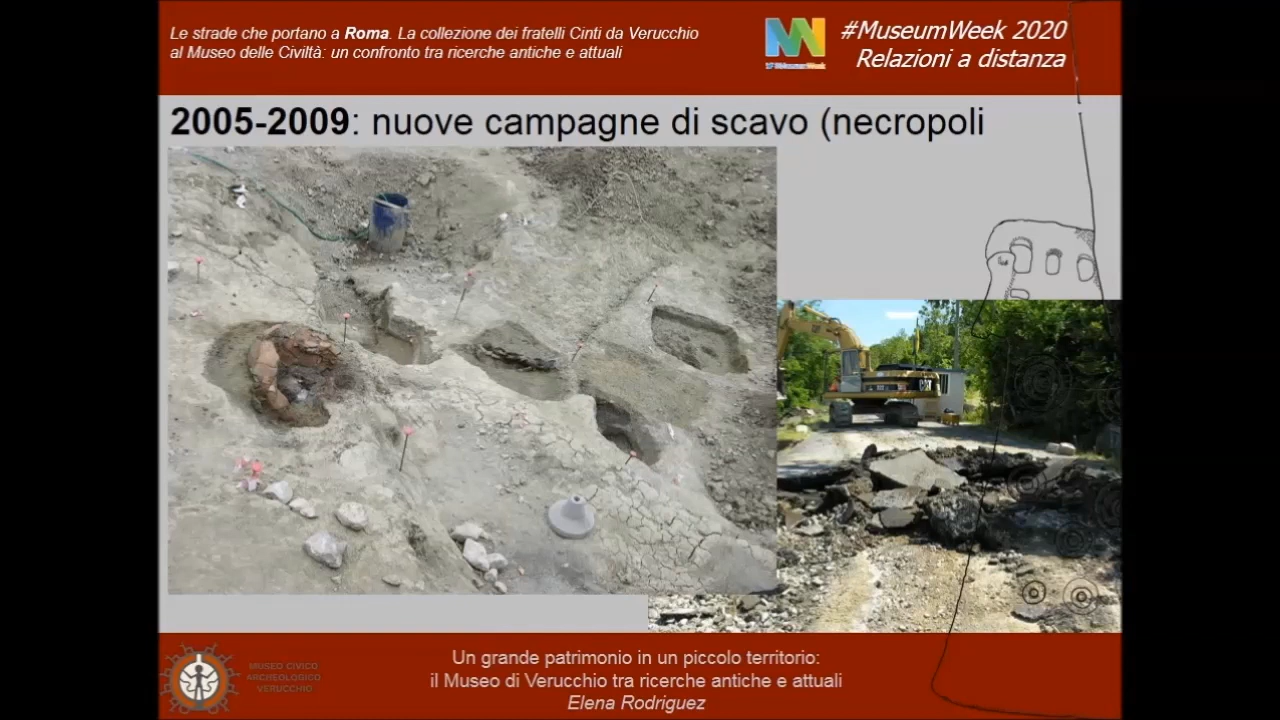 Le strade che portano a Roma. La collezione dei fratelli Cinti da Verucchio
al Museo delle Civiltà: un confronto tra ricerche antiche e attuali
#MuseumWeek 2020
Relazioni a distanza
2005-2009: nuove campagne di scavo (necropoli
CAT
MUSEO CIVICO
ARCHEOLOGICO
VERUCCHIO
Un grande patrimonio in un piccolo territorio:
il Museo di Verucchio tra ricerche antiche e attuali
Elena Rodriguez